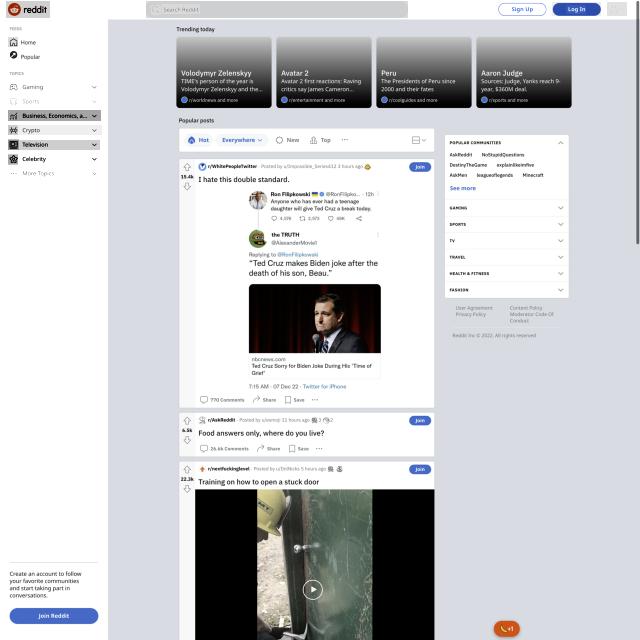 reddit
Search Reddit
Sign Up
Log In
FEEDS
Home
Popular
TOPICS
Gaming
Sports
Business, Economics, a...
Crypto
Television
Celebrity
More Topics
Create an account to follow
your favorite communities
and start taking part in
conversations.
Join Reddit
Trending today
Volodymyr Zelenskyy
TIME's person of the year is
Volodymyr Zelenskyy and the...
r/worldnews and more
Avatar 2
Avatar 2 first reactions: Raving
critics say James Cameron...
r/entertainment and more
Peru
The Presidents of Peru since
2000 and their fates
r/coolguides and more
Aaron Judge
Sources: Judge, Yanks reach 9-
year, $360M deal.
r/sports and more
Popular posts
Hot
Everywhere
New
Top
15.4k
r/WhitePeopleTwitter · Posted by 3 hours ago
Join
I hate this double standard.
Ron Filipkowski @RonFilipko... · 12h
Anyone who has ever had a teenage
daughter will give Ted Cruz a break today.
the TRUTH
@AlexanderMovie1
Replying to @RonFilipkowski
“Ted Cruz makes Biden joke after the
death of his son, Beau.”
nbcnews.com
Ted Cruz Sorry for Biden Joke During His 'Time of
Grief'
7:15 AM · 07 Dec 22 · Twitter for iPhone
770 Comments
Share
Save
6.5k
r/AskReddit · Posted by 11 hours ago
Join
Food answers only, where do you live?
26.6k Comments
Share
Save
22.3k
r/nextfuckinglevel · Posted by 5 hours ago
Join
Training on how to open a stuck door
POPULAR COMMUNITIES
AskReddit NoStupidQuestions
DestinyTheGame explainlikeimfive
AskMen leagueoflegends Minecraft
See more
GAMING
SPORTS
TV
TRAVEL
HEALTH & FITNESS
FASHION
User Agreement
Privacy Policy
Content Policy
Moderator Code Of
Conduct
Reddit Inc © 2022. All rights reserved
+1